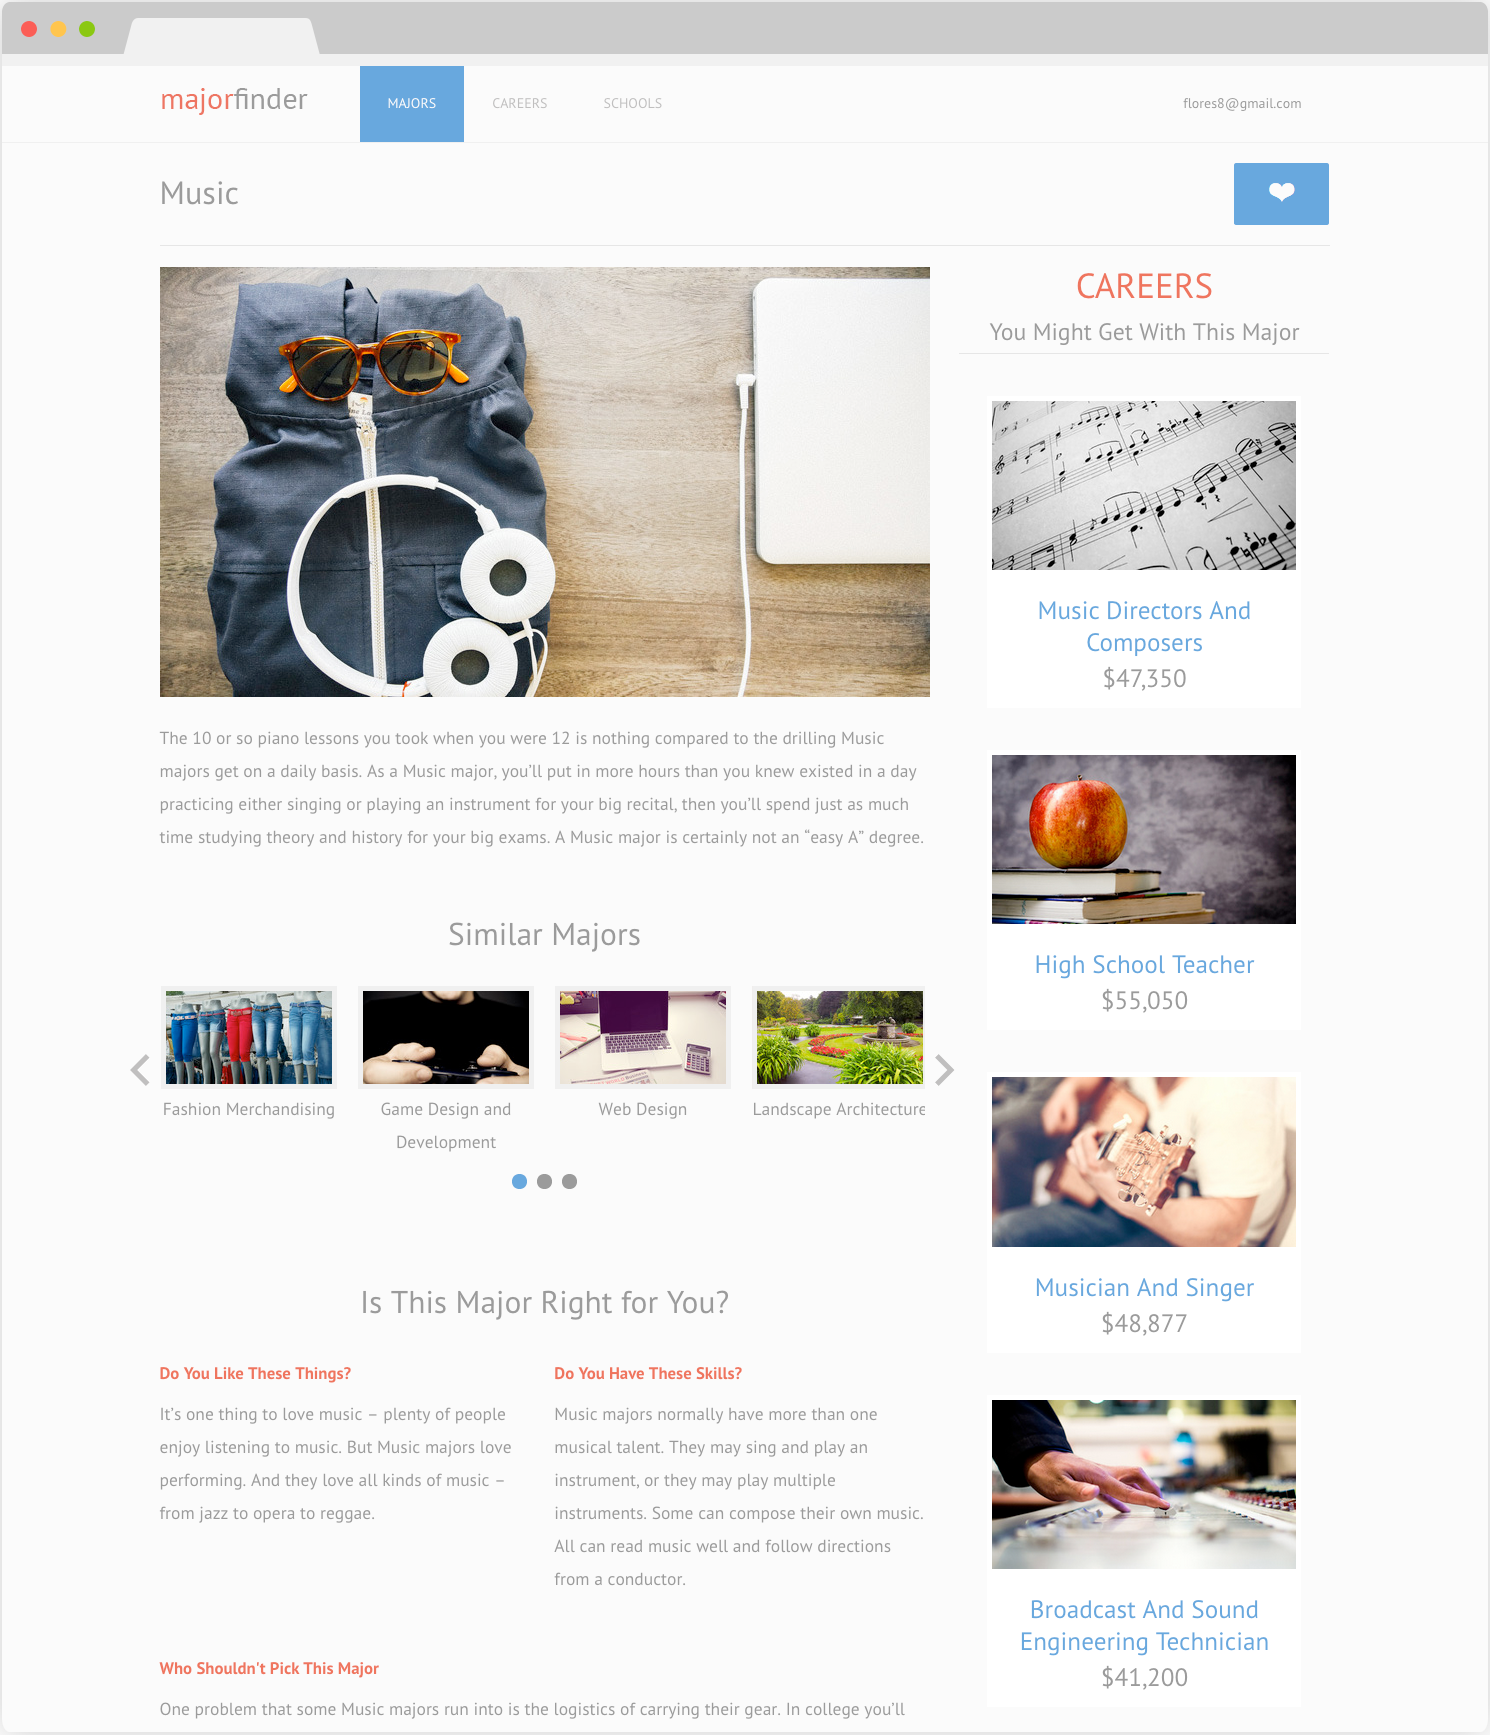 majorfinder
MAJORS
CAREERS
SCHOOLS
flores8@gmail.com
Music
The 10 or so piano lessons you took when you were 12 is nothing compared to the drilling Music
majors get on a daily basis. As a Music major, you’ll put in more hours than you knew existed in a day
practicing either singing or playing an instrument for your big recital, then you’ll spend just as much
time studying theory and history for your big exams. A Music major is certainly not an “easy A” degree.
Similar Majors
Fashion Merchandising
Game Design and
Development
Web Design
Landscape Architecture
Is This Major Right for You?
Do You Like These Things?
It’s one thing to love music – plenty of people
enjoy listening to music. But Music majors love
performing. And they love all kinds of music –
from jazz to opera to reggae.
Do You Have These Skills?
Music majors normally have more than one
musical talent. They may sing and play an
instrument, or they may play multiple
instruments. Some can compose their own music.
All can read music well and follow directions
from a conductor.
Who Shouldn't Pick This Major
One problem that some Music majors run into is the logistics of carrying their gear. In college you’ll
CAREERS
You Might Get With This Major
Music Directors And
Composers
$47,350
High School Teacher
$55,050
Musician And Singer
$48,877
Broadcast And Sound
Engineering Technician
$41,200